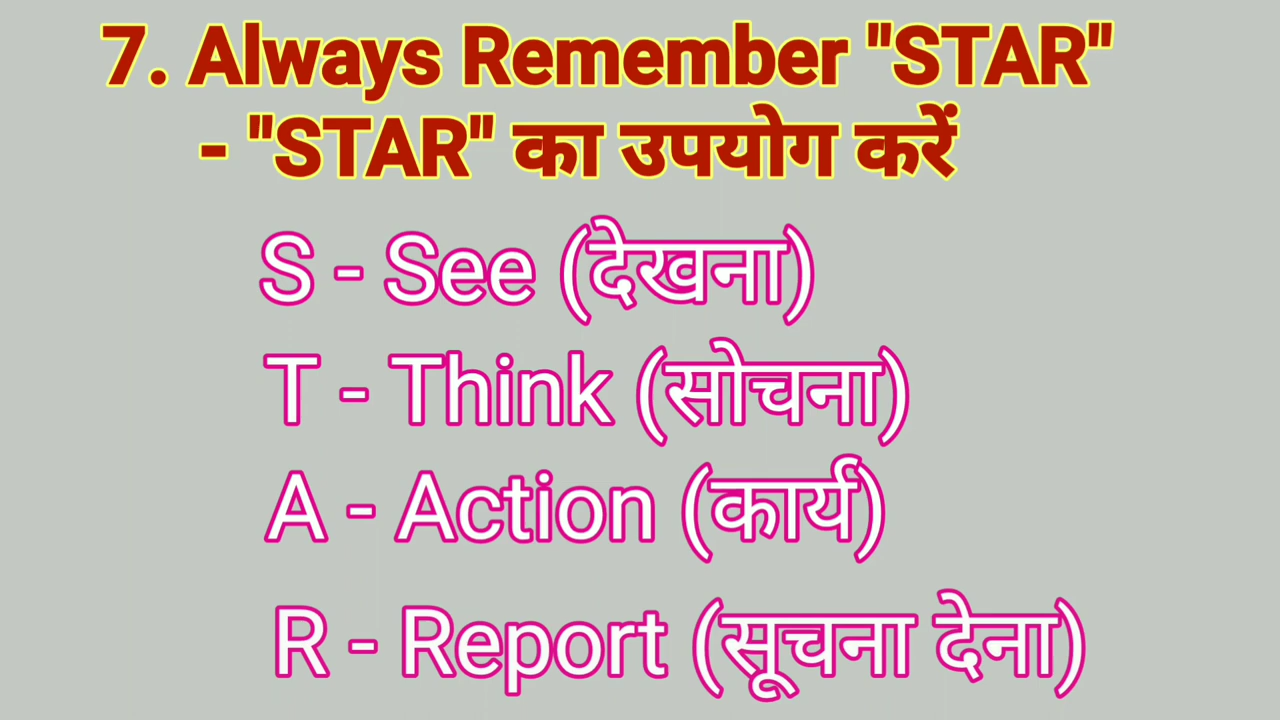 7. Always Remember "STAR"
- "STAR" का उपयोग करें
S - See (देखना)
T - Think (सोचना)
A - Action (कार्य)
R - Report (सूचना देना)